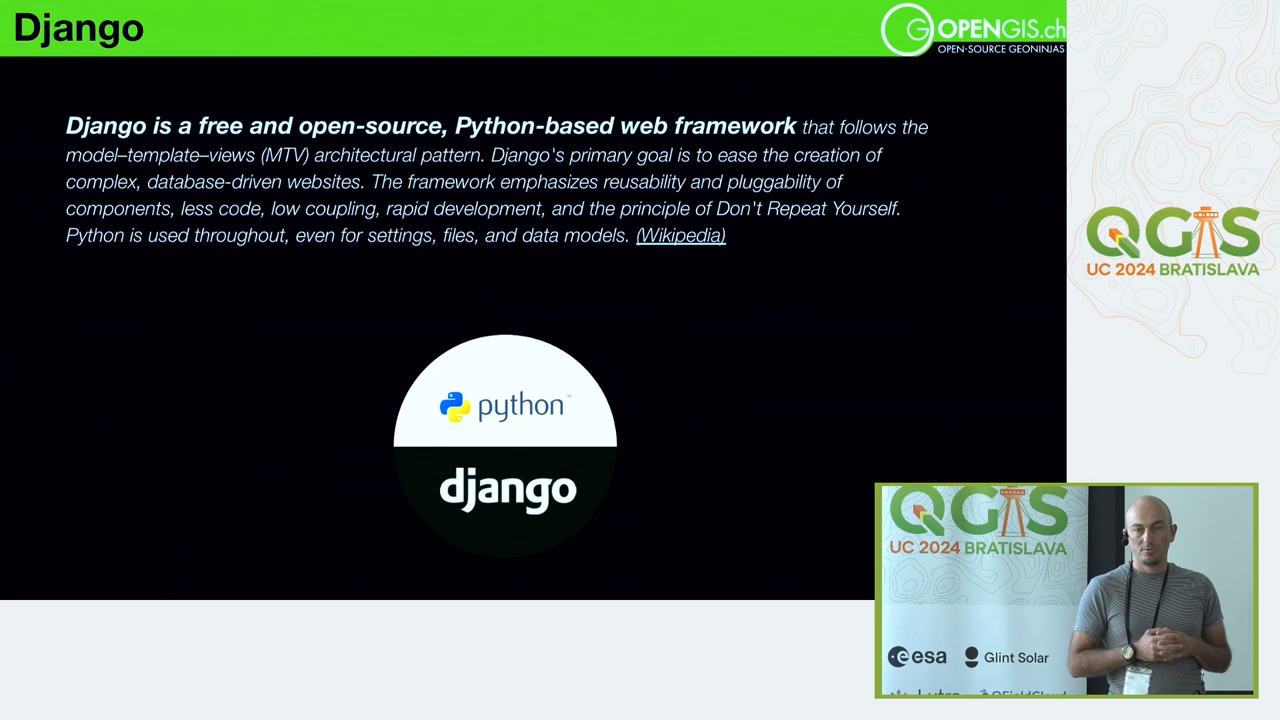 Django
OPENGIS.ch
OPEN-SOURCE GEONINJAS
Django is a free and open-source, Python-based web framework that follows the
model–template–views (MTV) architectural pattern. Django's primary goal is to ease the creation of
complex, database-driven websites. The framework emphasizes reusability and pluggability of
components, less code, low coupling, rapid development, and the principle of Don't Repeat Yourself.
Python is used throughout, even for settings, files, and data models. (Wikipedia)
python
django
QGIS
UC 2024 BRATISLAVA
QGIS
UC 2024 BRATISLAVA
esa
Glint Solar
QFieldCloud